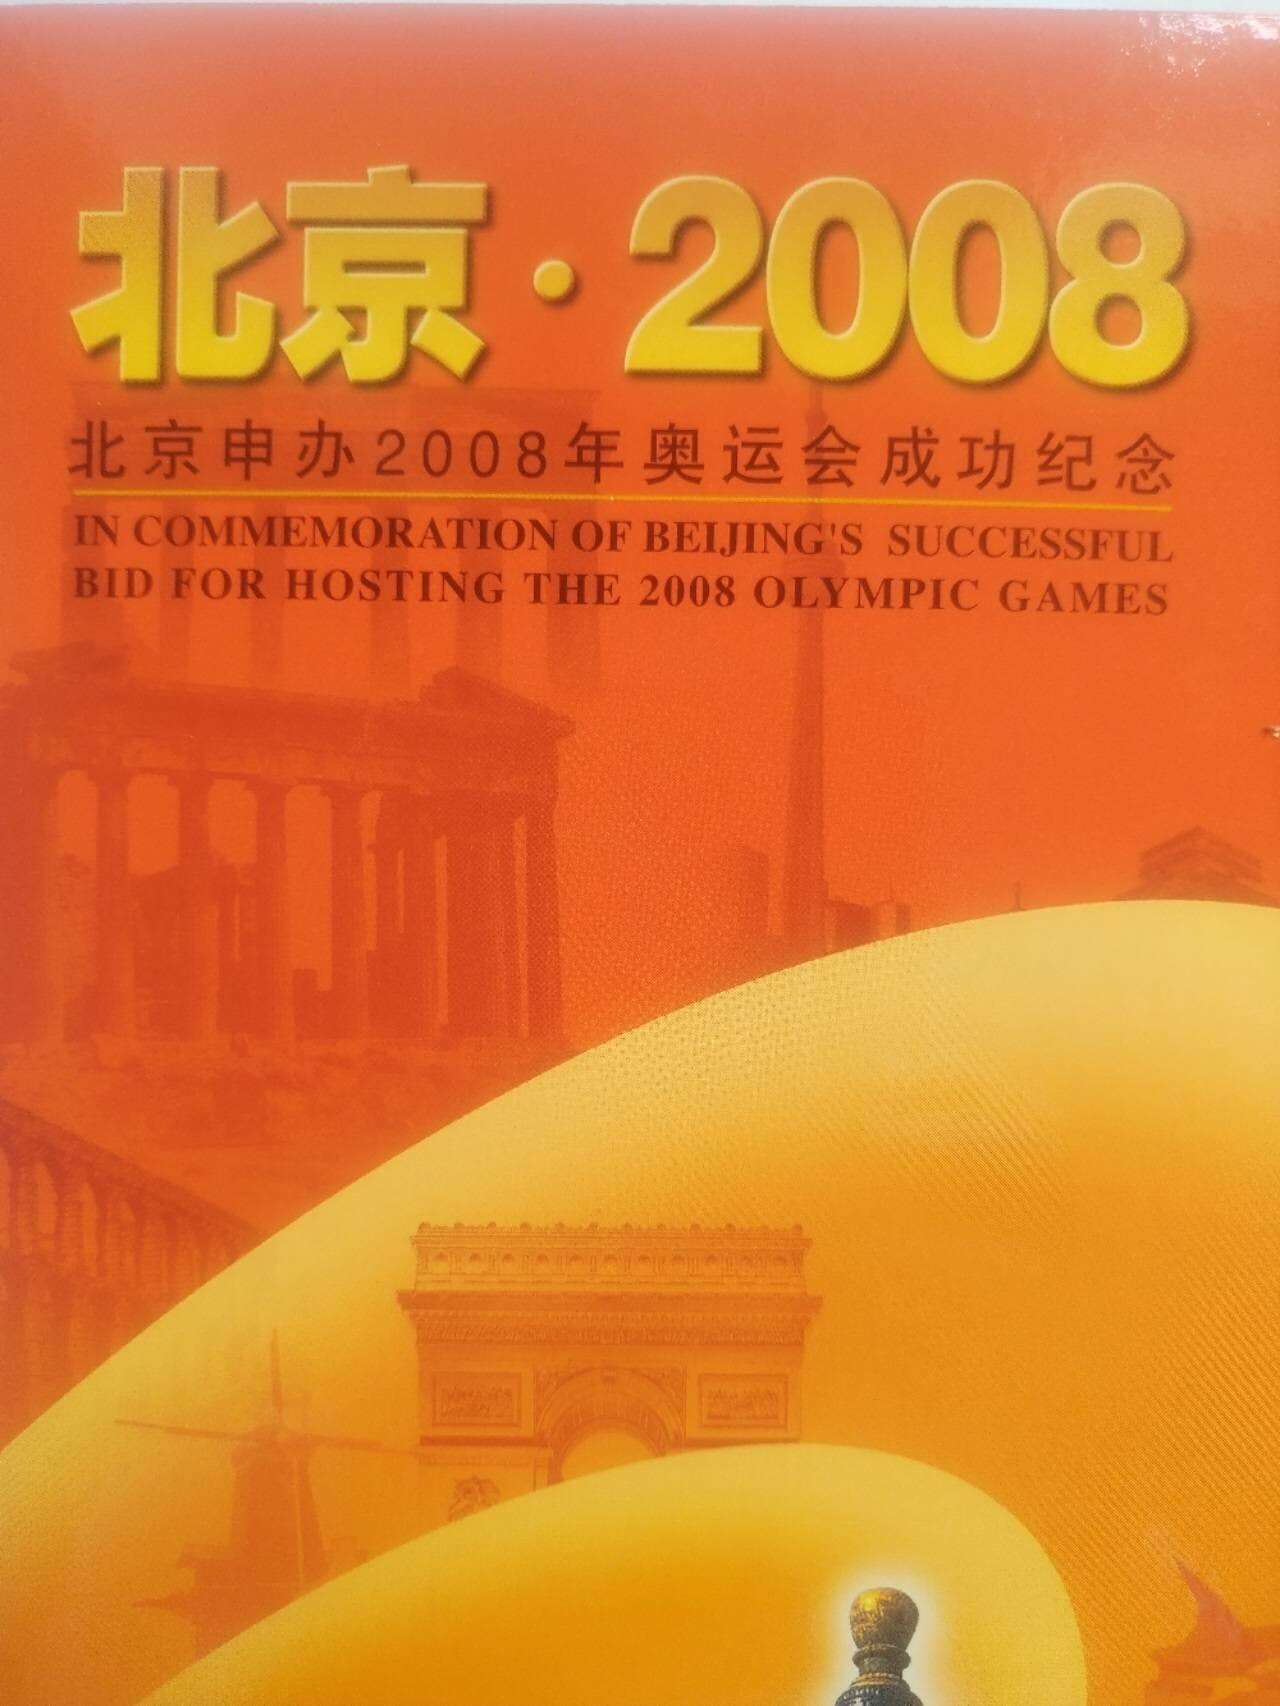 北京·2008
北京申办2008年奥运会成功纪念
IN COMMEMORATION OF BEIJING'S SUCCESSFUL
BID FOR HOSTING THE 2008 OLYMPIC GAMES